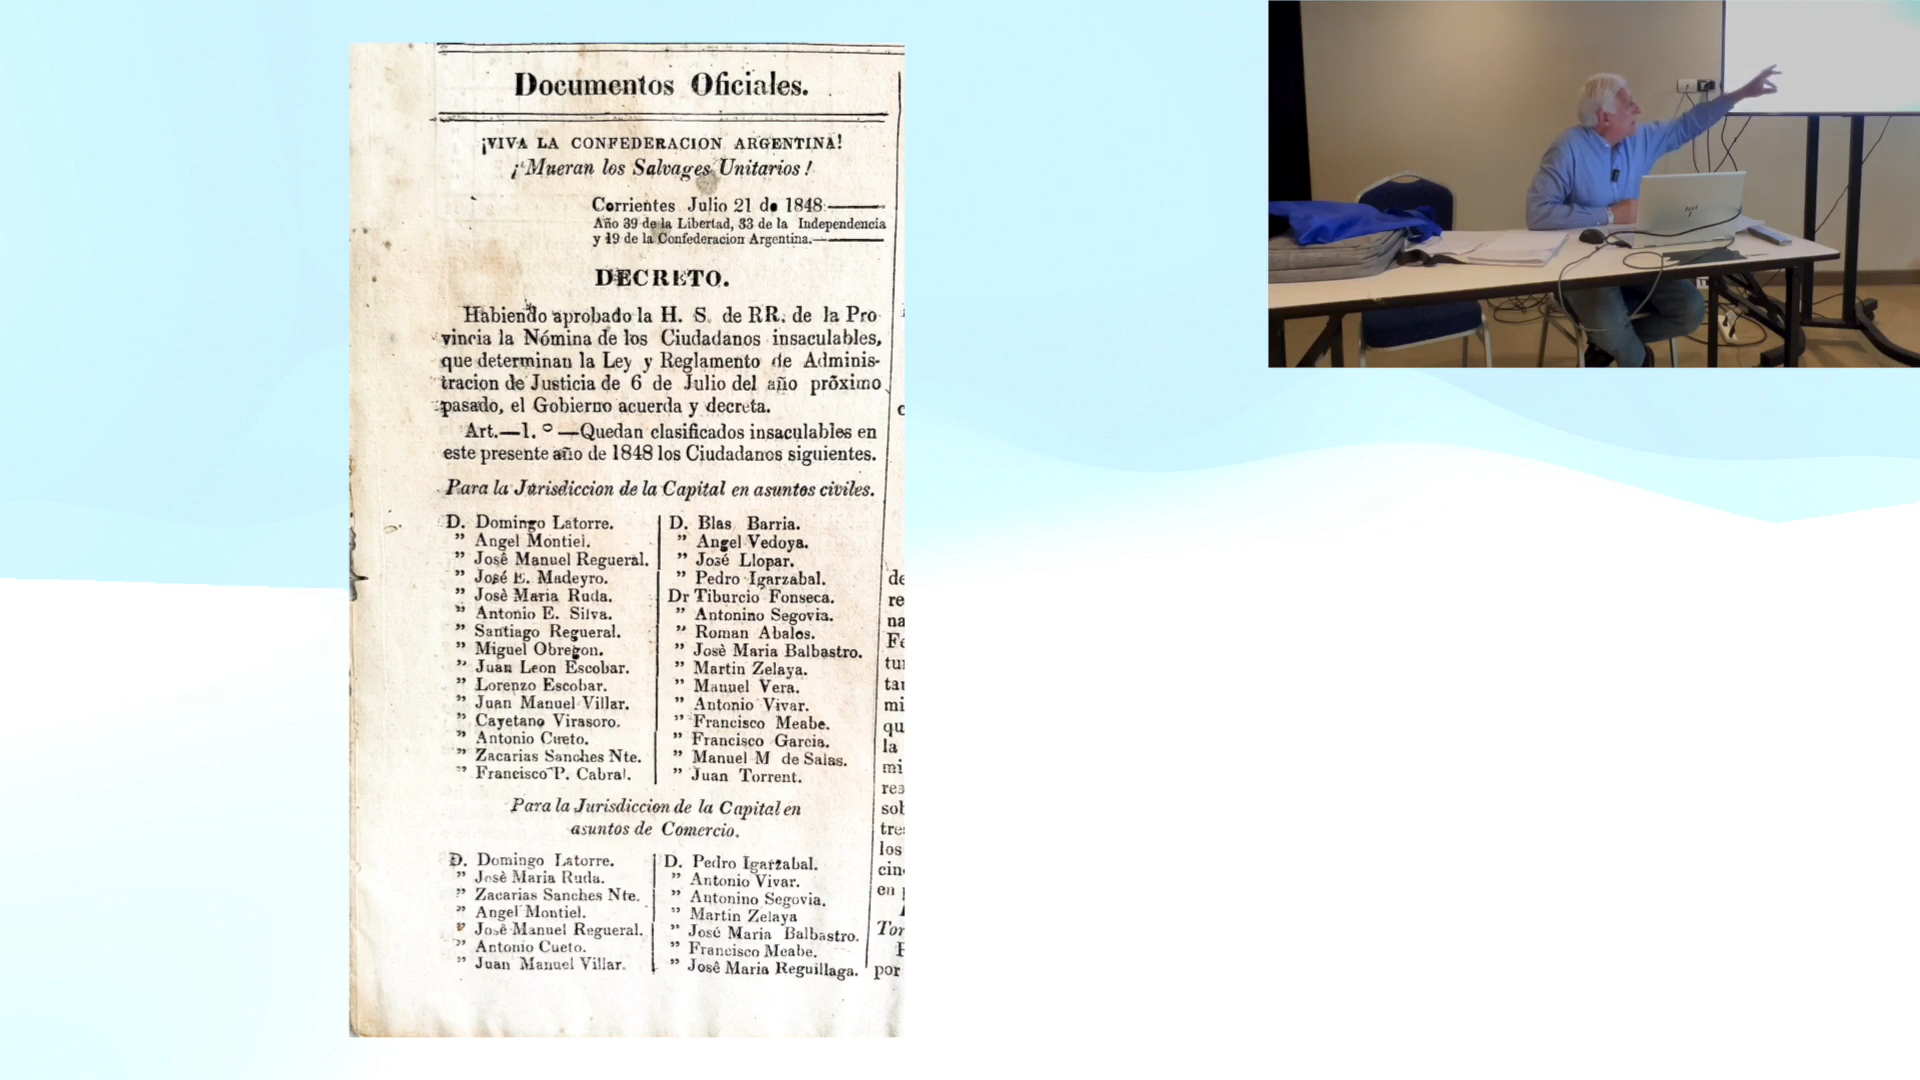 Documentos Oficiales.
¡VIVA LA CONFEDERACION ARGENTINA!
¡Mueran los Salvages Unitarios!
Corrientes Julio 21 de 1848.
Año 39 de la Libertad, 33 de la Independencia
y 19 de la Confederacion Argentina.
DECRETO.
Habiendo aprobado la H. S. de RR. de la Pro
vincia la Nómina de los Ciudadanos insaculables,
que determinan la Ley y Reglamento de Adminis-
tracion de Justicia de 6 de Julio del año próximo
pasado, el Gobierno acuerda y decreta.
Art.—1.º—Quedan clasificados insaculables en
este presente año de 1848 los Ciudadanos siguientes.
Para la Jurisdiccion de la Capital en asuntos civiles.
D. Domingo Latorre.
” Angel Montiel.
” Josê Manuel Regueral.
” José E. Madeyro.
” Josè Maria Ruda.
” Antonio E. Silva.
” Santiago Regueral.
” Miguel Obregon.
” Juan Leon Escobar.
” Lorenzo Escobar.
” Juan Manuel Villar.
” Cayetano Virasoro.
” Antonio Cueto.
” Zacarias Sanches Nte.
” Francisco P. Cabral.
D. Blas Barria.
” Angel Vedoya.
” José Llopar.
” Pedro Igarzabal.
Dr Tiburcio Fonseca.
” Antonino Segovia.
” Roman Abalos.
” Josè Maria Balbastro.
” Martin Zelaya.
” Manuel Vera.
” Antonio Vivar.
” Francisco Meabe.
” Francisco Garcia.
” Manuel M de Salas.
” Juan Torrent.
Para la Jurisdiccion de la Capital en
asuntos de Comercio.
D. Domingo Latorre.
” Josè Maria Ruda.
” Zacarias Sanches Nte.
” Angel Montiel.
” Josê Manuel Regueral.
” Antonio Cueto.
” Juan Manuel Villar.
D. Pedro Igarzabal.
” Antonio Vivar.
” Antonino Segovia.
” Martin Zelaya
” José Maria Balbastro.
” Francisco Meabe.
” Josê Maria Reguillaga.
de
re
na
tres
los
en
por